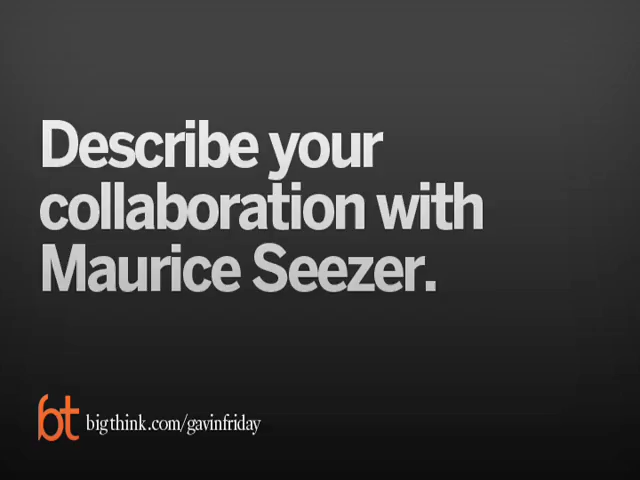 Describe your
collaboration with
Maurice Seezer.
bt bigthink.com/gavinfriday